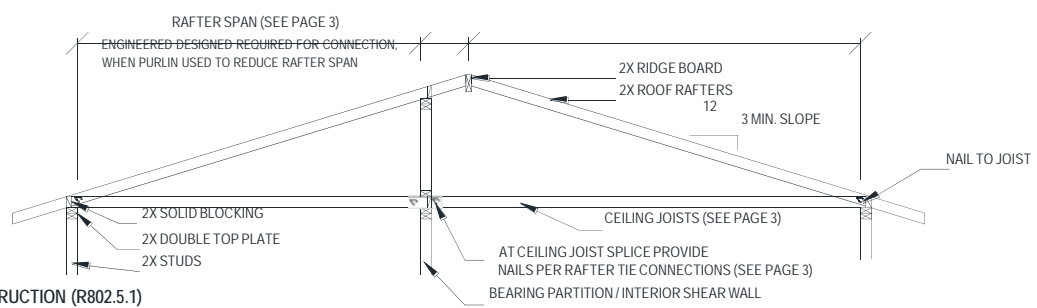 RAFTER SPAN (SEE PAGE 3)
ENGINEERED DESIGNED REQUIRED FOR CONNECTION,
WHEN PURLIN USED TO REDUCE RAFTER SPAN
2X RIDGE BOARD
2X ROOF RAFTERS
12
3 MIN. SLOPE
NAIL TO JOIST
2X SOLID BLOCKING
CEILING JOISTS (SEE PAGE 3)
2X DOUBLE TOP PLATE
AT CEILING JOIST SPLICE PROVIDE
2X STUDS
NAILS PER RAFTER TIE CONNECTIONS (SEE PAGE 3)
BEARING PARTITION / INTERIOR SHEAR WALL
RUCTION (R802.5.1)